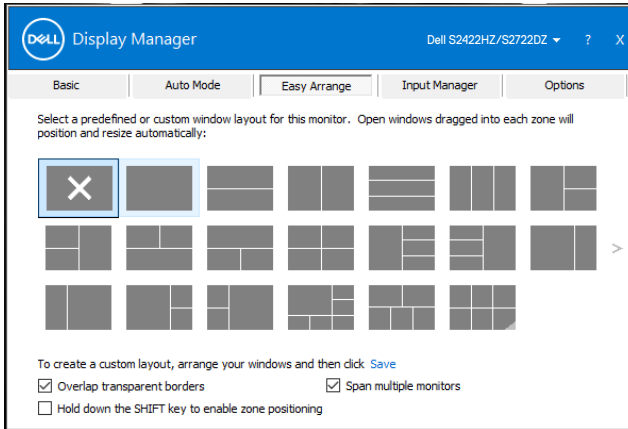 DELL Display Manager Dell S2422HZ/S2722DZ ? X
Basic Auto Mode Easy Arrange Input Manager Options
Select a predefined or custom window layout for this monitor. Open windows dragged into each zone will
position and resize automatically:
>
To create a custom layout, arrange your windows and then click Save
Overlap transparent borders Span multiple monitors
Hold down the SHIFT key to enable zone positioning